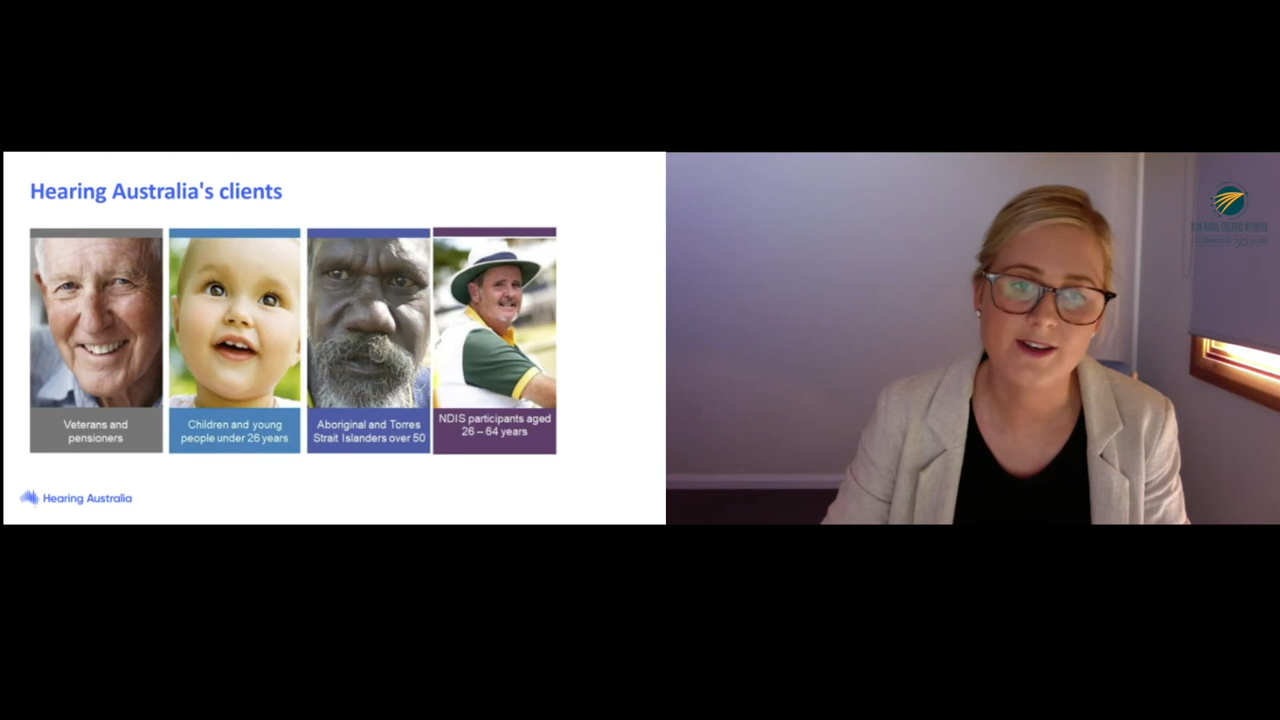 Hearing Australia's clients
Veterans and
pensioners
Children and young
people under 26 years
Aboriginal and Torres
Strait Islanders over 50
NDIS participants aged
26 – 64 years
Hearing Australia